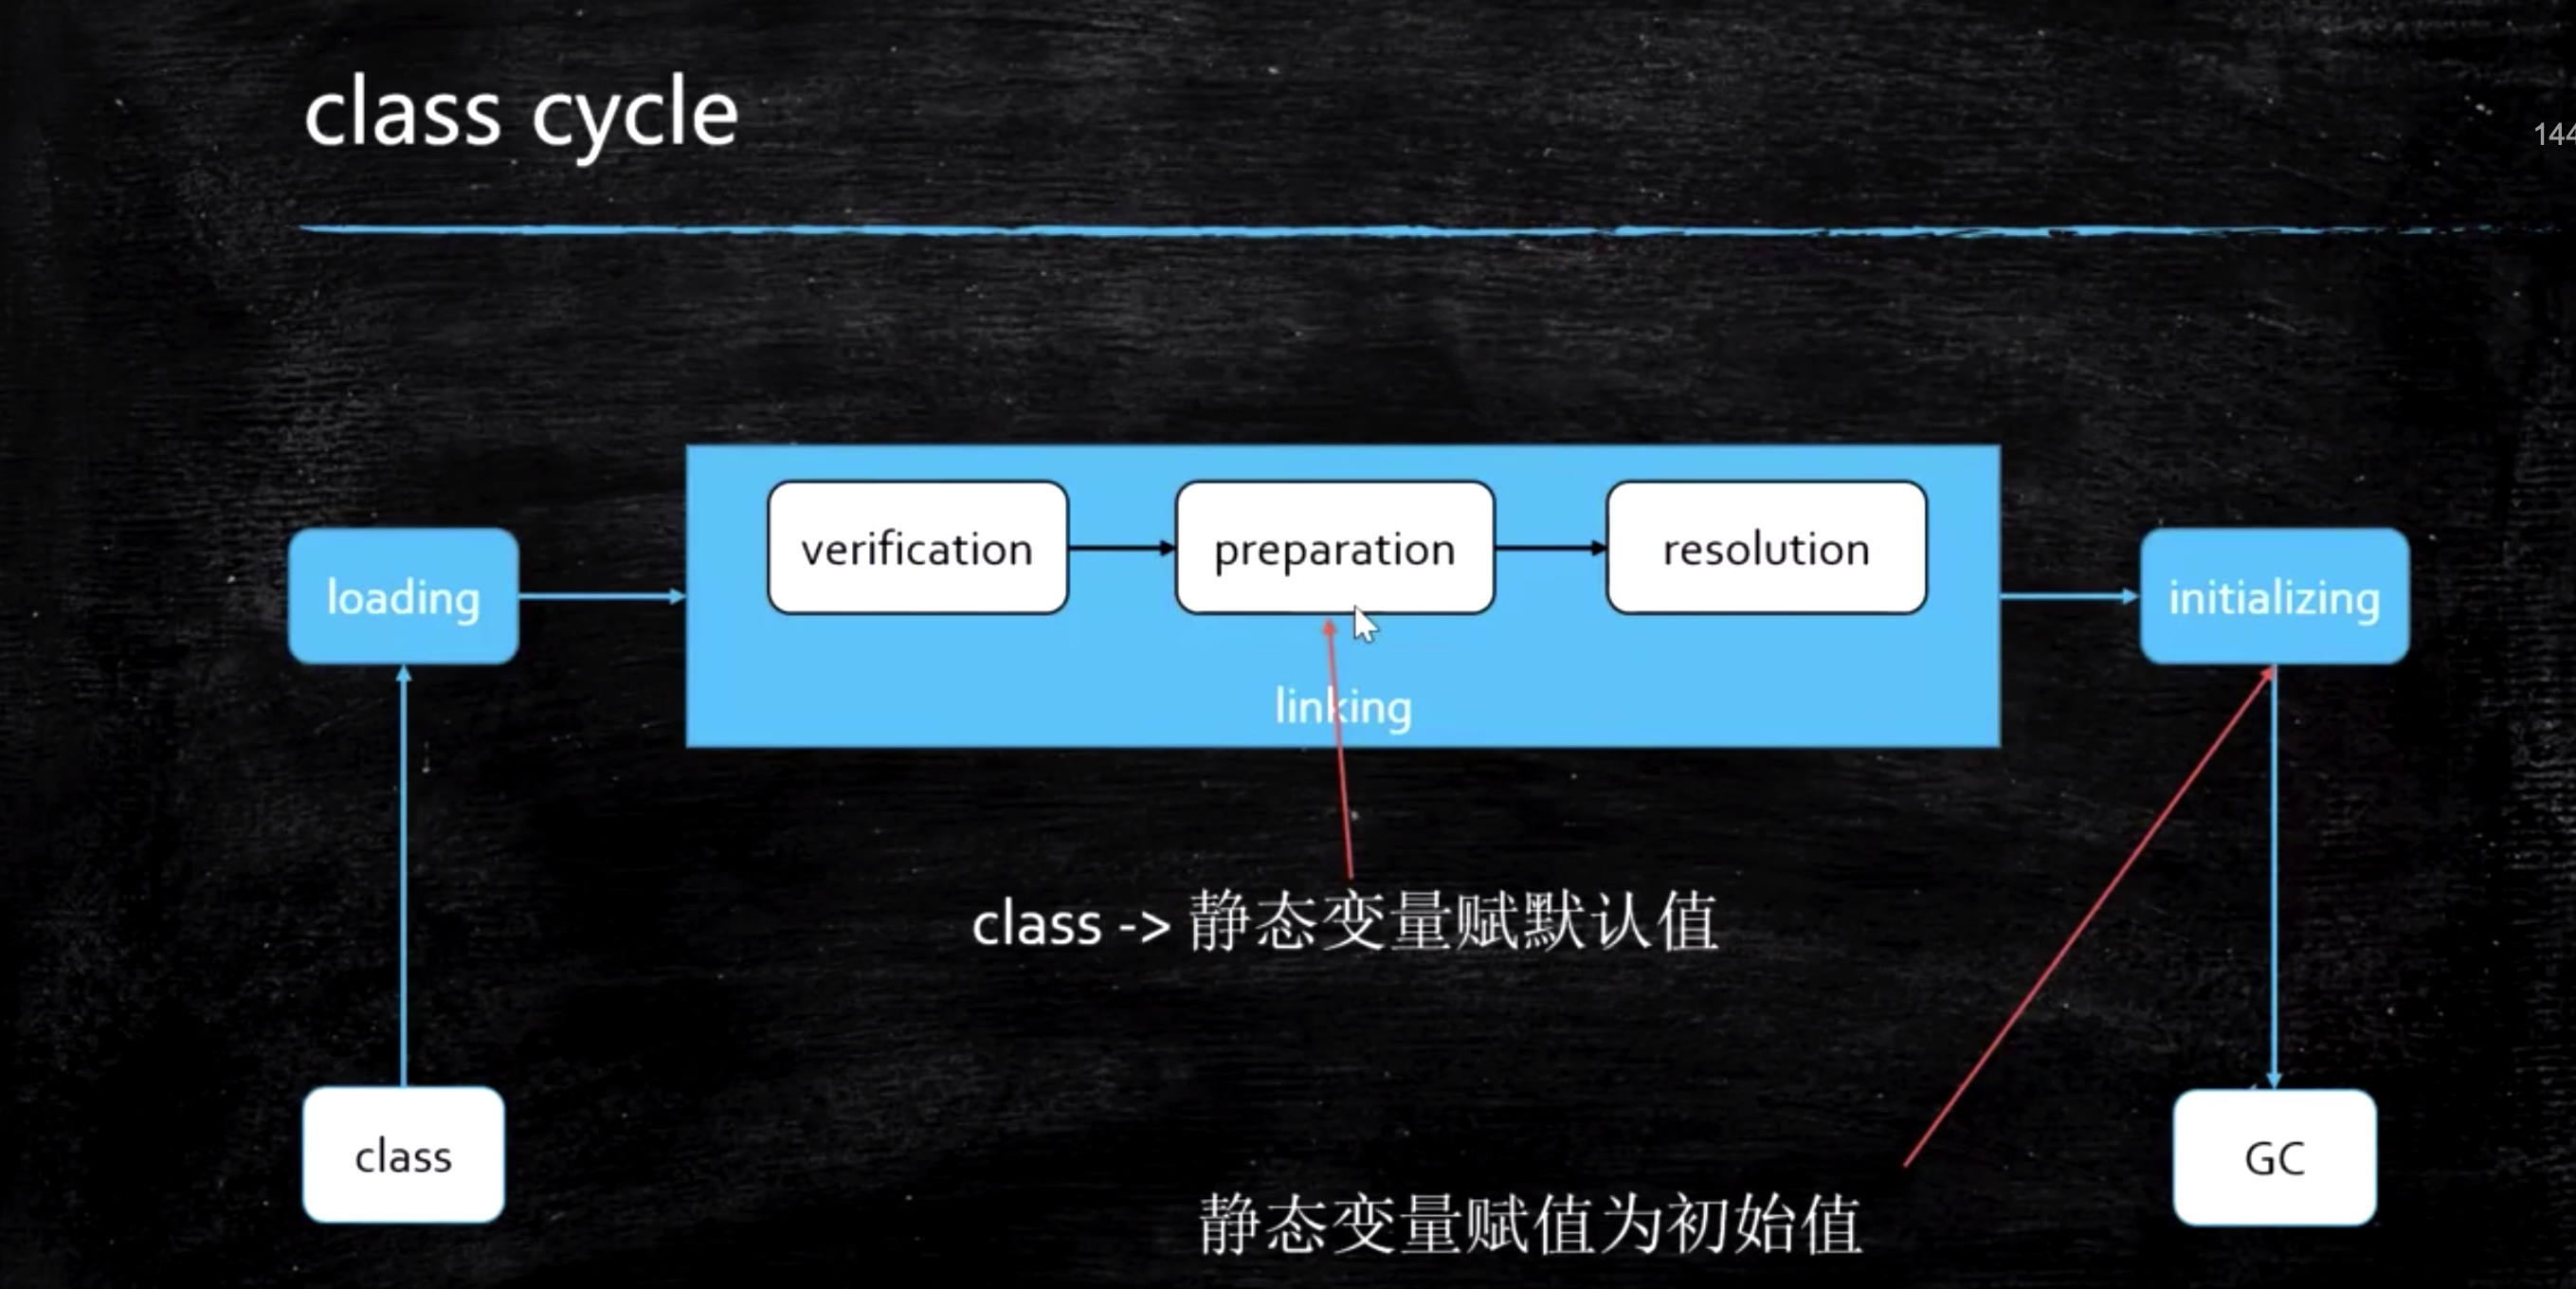 class cycle
144
verification
preparation
resolution
loading
linking
initializing
class -> 静态变量赋默认值
class
GC
静态变量赋值为初始值